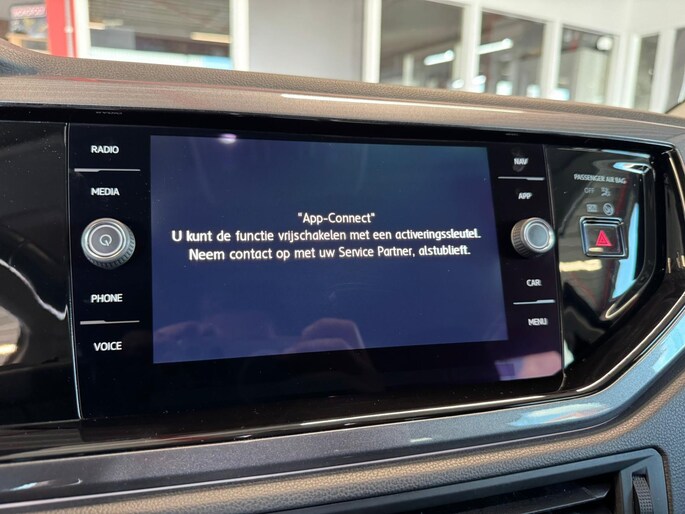 RADIO
MEDIA
PHONE
VOICE
"App-Connect"
U kunt de functie vrijschakelen met een activeringssleutel.
Neem contact op met uw Service Partner, alstublieft.
NAV
APP
CAR
MENU
PASSENGER AIR BAG
OFF